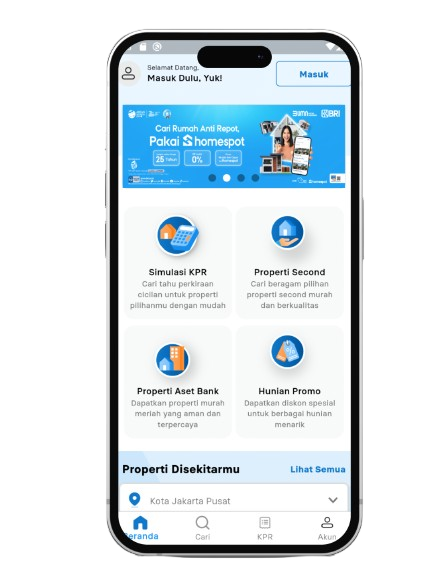 Selamat Datang,
Masuk Dulu, Yuk!
Masuk
BUMN
BRI
Cari Rumah Anti Repot,
Pakai homespot
25 Tahun
0%
homespot
Simulasi KPR
Cari tahu perkiraan
cicilan untuk properti
pilihanmu dengan mudah
Properti Second
Cari beragam pilihan
properti second murah
dan berkualitas
Properti Aset Bank
Dapatkan properti murah
meriah yang aman dan
terpercaya
Hunian Promo
Dapatkan diskon spesial
untuk berbagai hunian
menarik
Properti Disekitarmu
Lihat Semua
Kota Jakarta Pusat
Beranda
Cari
KPR
Akun